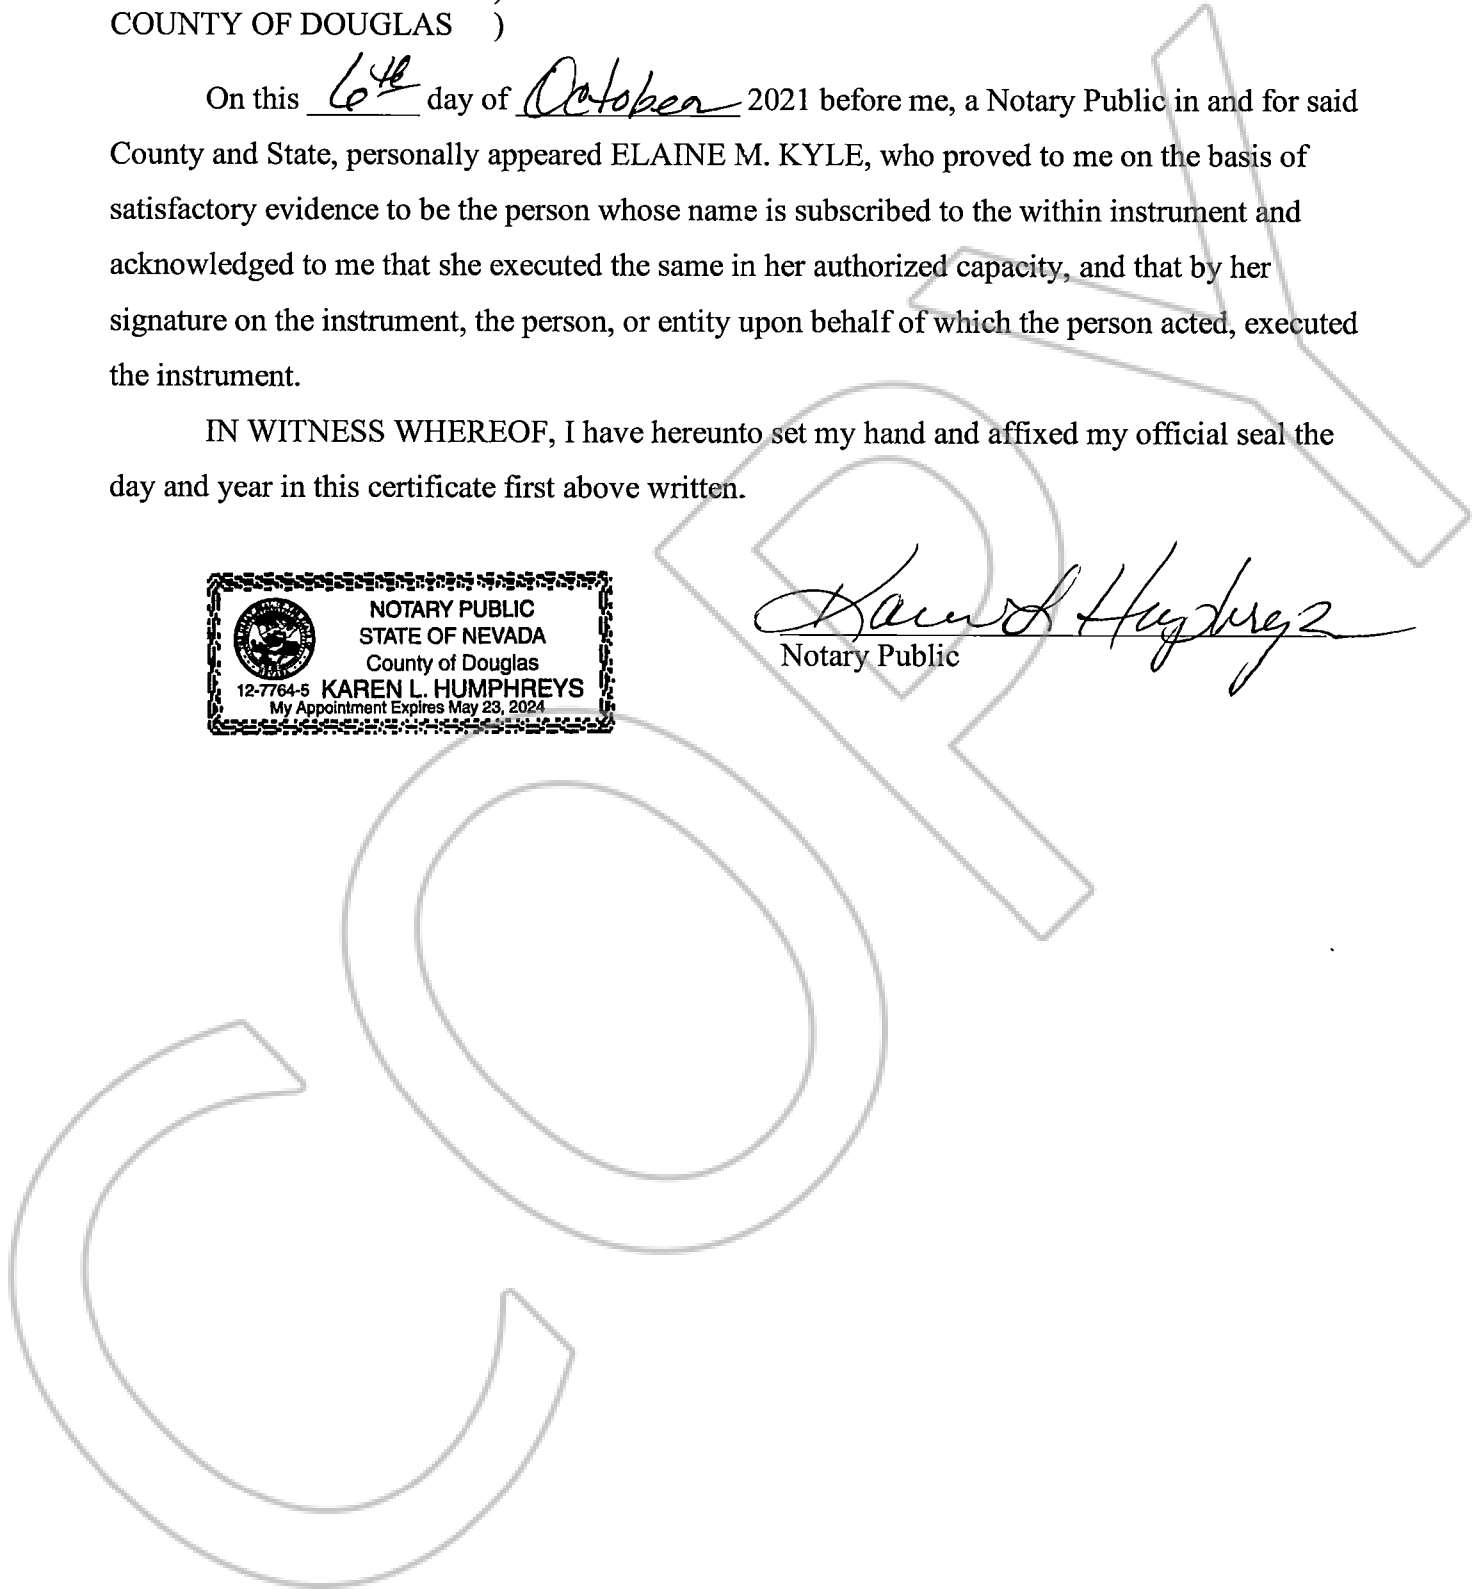 COUNTY OF DOUGLAS )
On this 6th day of October 2021 before me, a Notary Public in and for said
County and State, personally appeared ELAINE M. KYLE, who proved to me on the basis of
satisfactory evidence to be the person whose name is subscribed to the within instrument and
acknowledged to me that she executed the same in her authorized capacity, and that by her
signature on the instrument, the person, or entity upon behalf of which the person acted, executed
the instrument.
IN WITNESS WHEREOF, I have hereunto set my hand and affixed my official seal the
day and year in this certificate first above written.
NOTARY PUBLIC
STATE OF NEVADA
County of Douglas
12-7764-5 KAREN L. HUMPHREYS
My Appointment Expires May 23, 2024
Karen L Humphreys
Notary Public
COPY